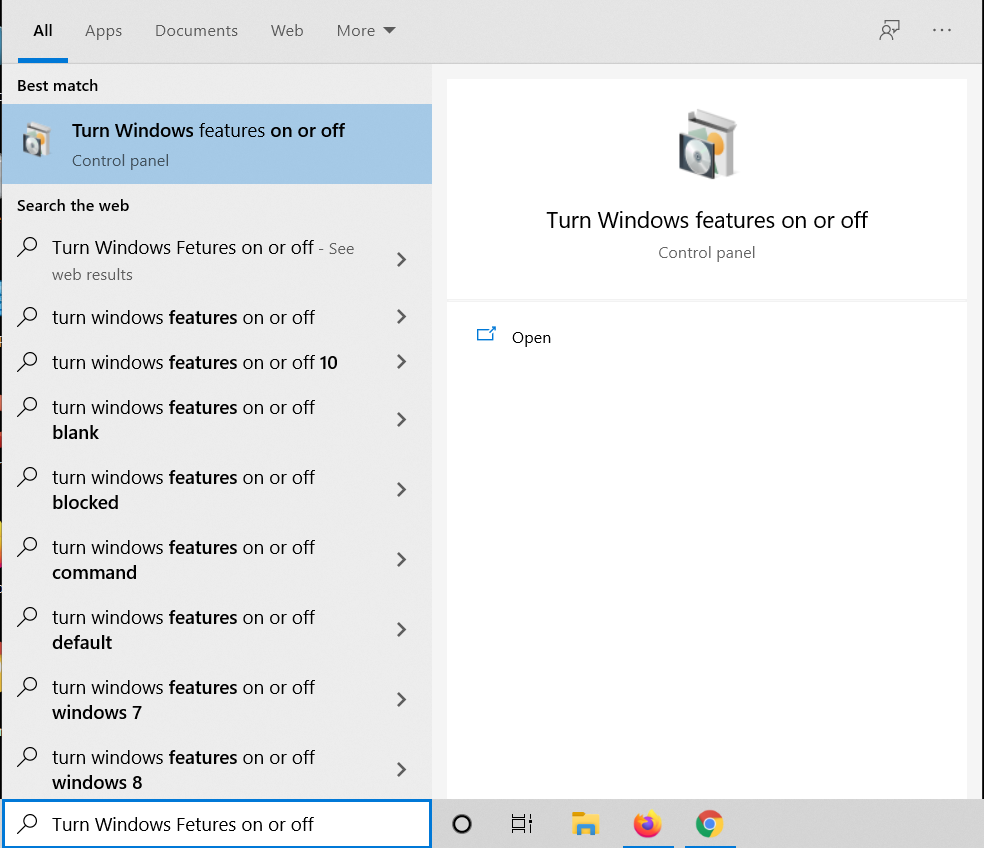 All Apps Documents Web More
Best match
Turn Windows features on or off
Control panel
Search the web
Turn Windows Fetures on or off - See
web results
turn windows features on or off
turn windows features on or off 10
turn windows features on or off
blank
turn windows features on or off
blocked
turn windows features on or off
command
turn windows features on or off
default
turn windows features on or off
windows 7
turn windows features on or off
windows 8
Turn Windows Fetures on or off
Turn Windows features on or off
Control panel
Open